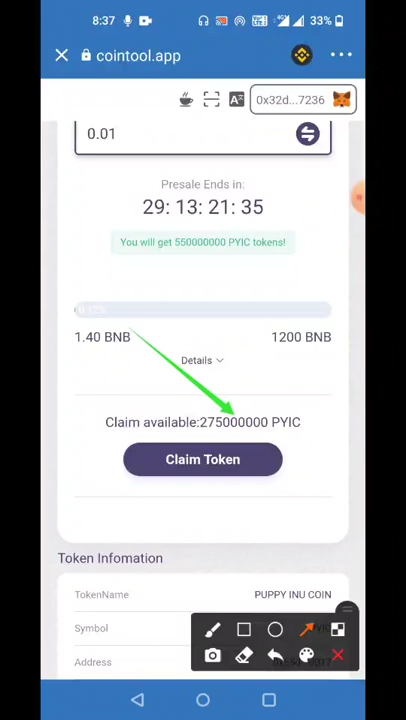 8:37
33%
cointool.app
0x32d...7236
0.01
Presale Ends in:
29: 13: 21: 35
You will get 550000000 PYIC tokens!
1.40 BNB
1200 BNB
Details
Claim available:275000000 PYIC
Claim Token
Token Infomation
TokenName
PUPPY INU COIN
Symbol
Address